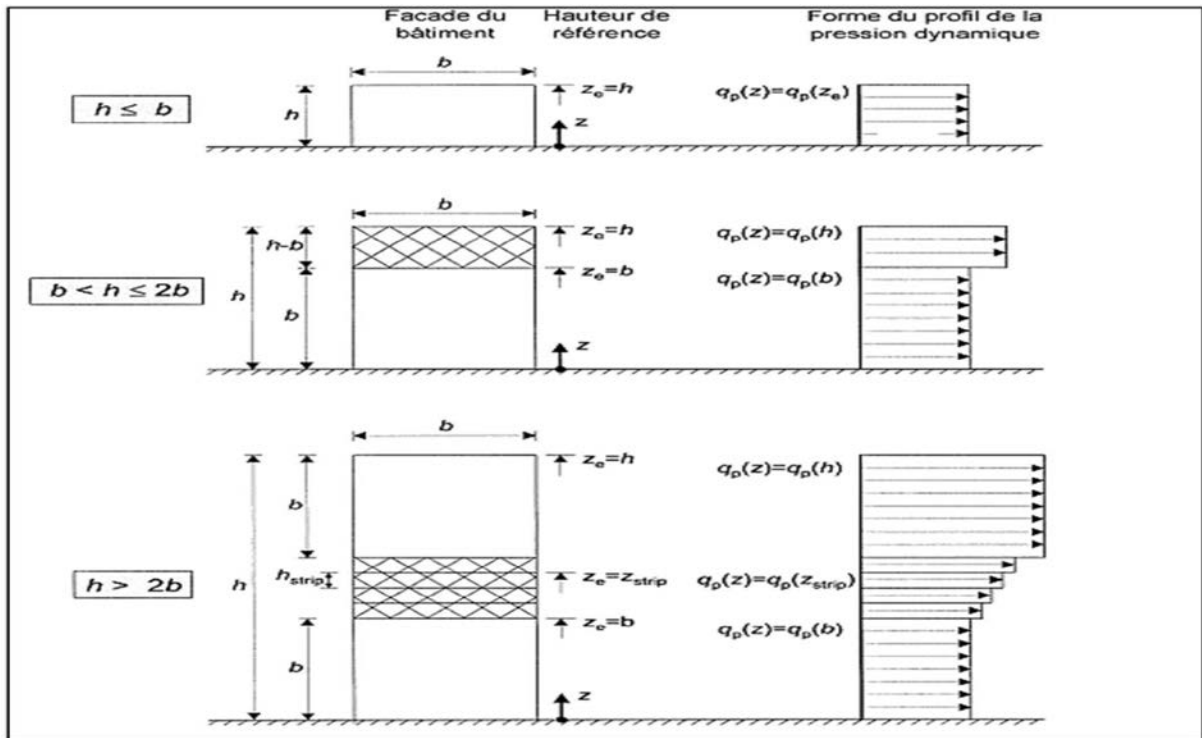 Facade du bâtiment
Hauteur de référence
Forme du profil de la pression dynamique
h ≤ b
b
h
z_e=h
z
q_p(z)=q_p(z_e)
b < h ≤ 2b
b
h
h-b
b
z_e=h
z_e=b
z
q_p(z)=q_p(h)
q_p(z)=q_p(b)
h > 2b
b
h
b
h_strip
b
z_e=h
z_e=z_strip
z_e=b
z
q_p(z)=q_p(h)
q_p(z)=q_p(z_strip)
q_p(z)=q_p(b)